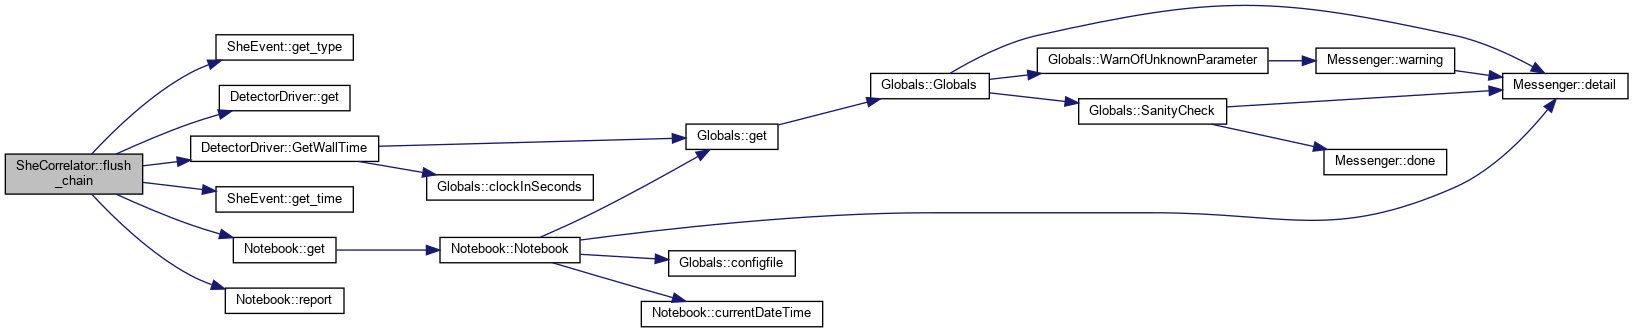 SheCorrelator::flush
_chain
SheEvent::get_type
DetectorDriver::get
DetectorDriver::GetWallTime
SheEvent::get_time
Notebook::get
Notebook::report
Globals::clockInSeconds
Notebook::Notebook
Globals::get
Globals::configfile
Notebook::currentDateTime
Globals::Globals
Globals::WarnOfUnknownParameter
Globals::SanityCheck
Messenger::warning
Messenger::done
Messenger::detail